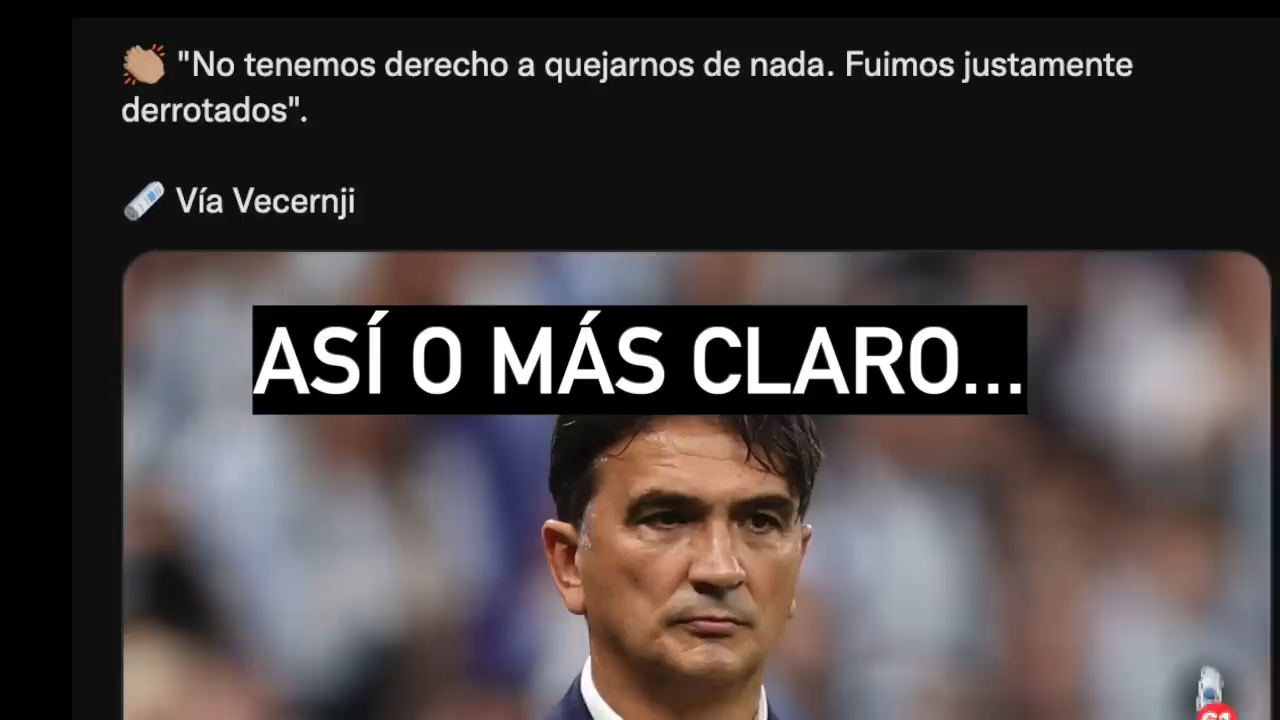 "No tenemos derecho a quejarnos de nada. Fuimos justamente
derrotados".
Vía Vecernji
ASÍ O MÁS CLARO...